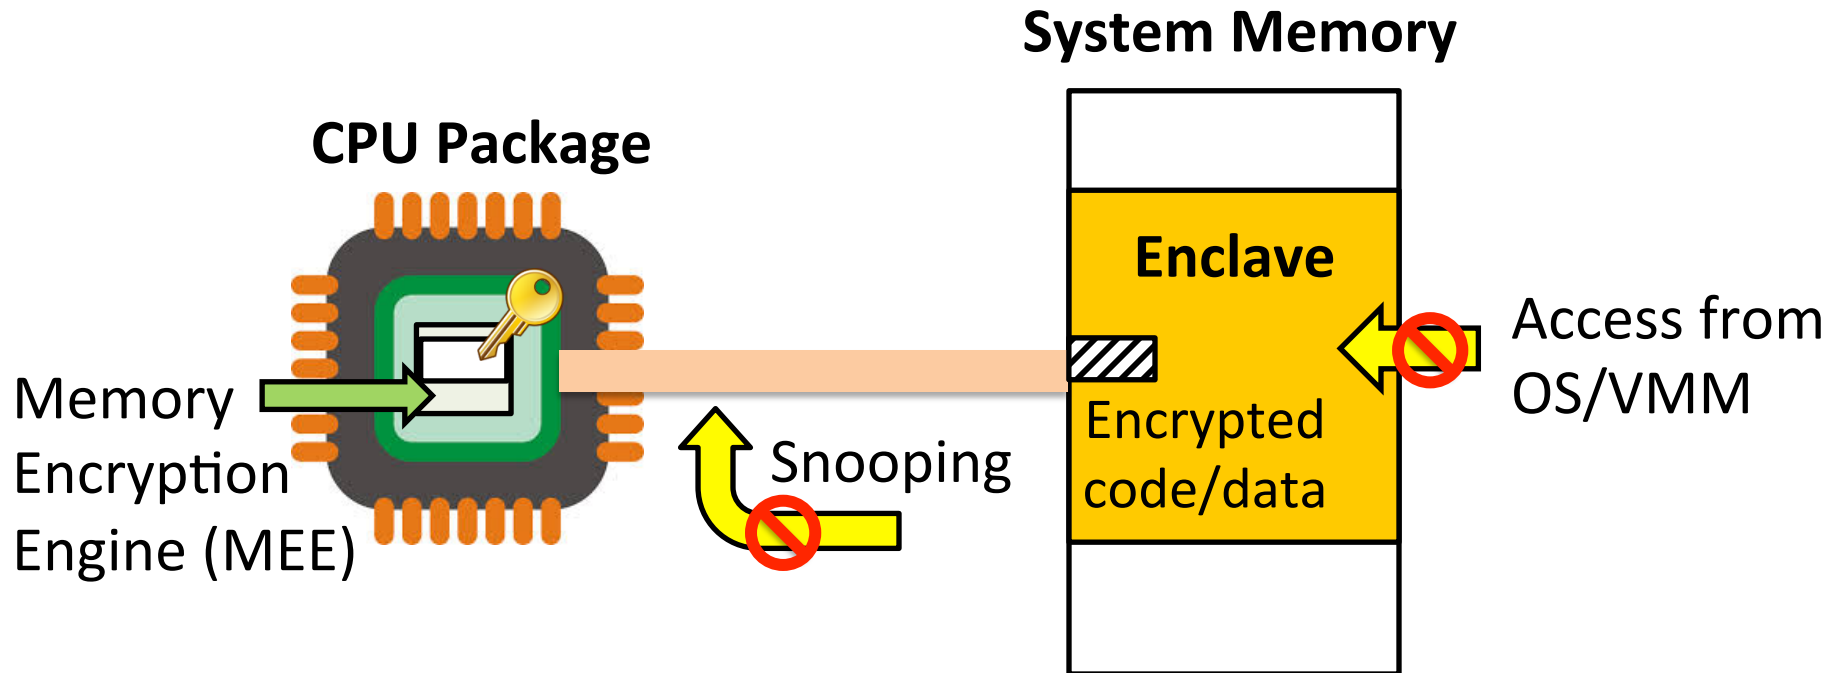 System Memory
CPU Package
Enclave
Access from
OS/VMM
Memory
Encryption
Engine (MEE)
Snooping
Encrypted
code/data